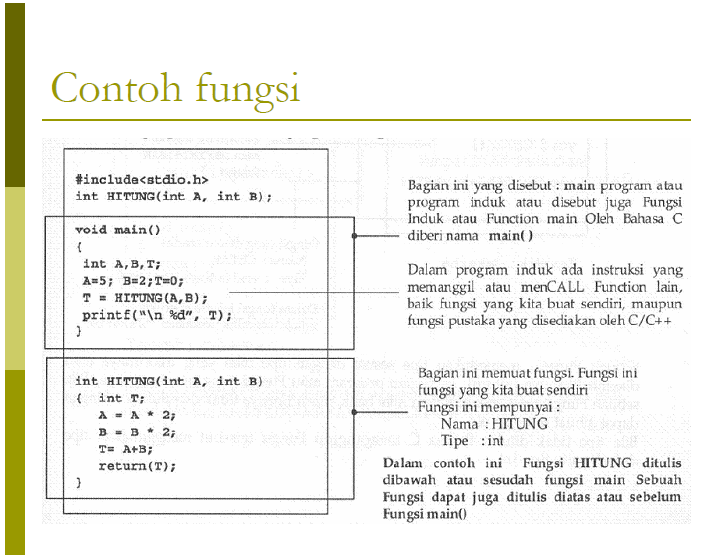 Contoh fungsi
#include<stdio.h>
int HITUNG(int A, int B);
void main()
{
int A,B,T;
A=5; B=2;T=0;
T = HITUNG(A,B);
printf("\n %d", T);
}
int HITUNG(int A, int B)
{ int T;
A = A * 2;
B = B * 2;
T= A+B;
return(T);
}
Bagian ini yang disebut : main program atau
program induk atau disebut juga Fungsi
Induk atau Function main Oleh Bahasa C
diberi nama main( )
Dalam program induk ada instruksi yang
memanggil atau menCALL Function lain,
baik fungsi yang kita buat sendiri, maupun
fungsi pustaka yang disediakan oleh C/C++
Bagian ini memuat fungsi. Fungsi ini
fungsi yang kita buat sendiri
Fungsi ini mempunyai :
Nama : HITUNG
Tipe : int
Dalam contoh ini Fungsi HITUNG ditulis
dibawah atau sesudah fungsi main Sebuah
Fungsi dapat juga ditulis diatas atau sebelum
Fungsi main()